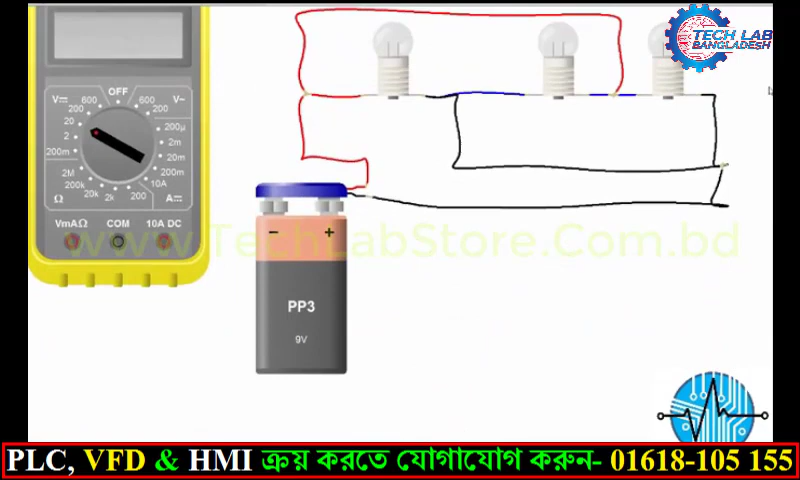 TECH LAB
BANGLADESH
OFF
V⎓ 600 600 V~
200 200
20 200µ
2 2m
200m 20m
2M 200m
200k 10A
Ω 20k 2k 200 A⎓
VmAΩ COM 10A DC
www.TechLabStore.Com.bd
- +
PP3
9V
PLC, VFD & HMI ক্রয় করতে যোগাযোগ করুন- 01618-105 155